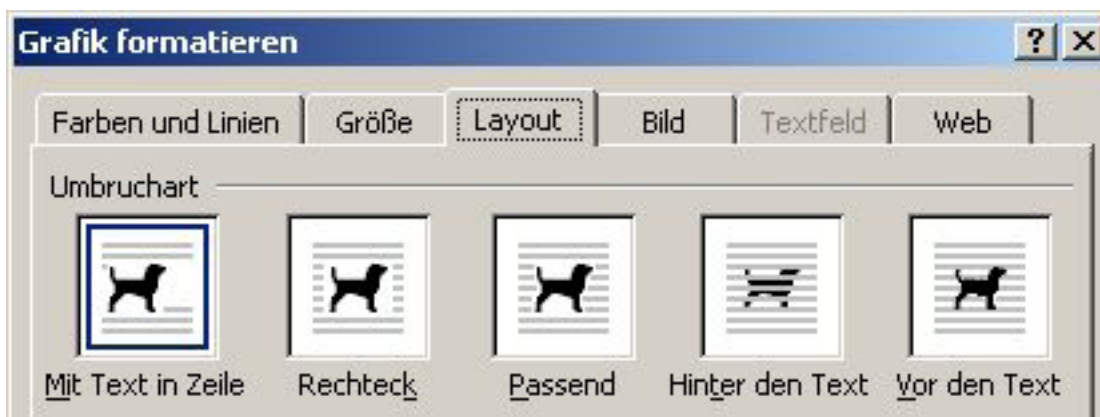 Grafik formatieren
Farben und Linien Größe Layout Bild Textfeld Web
Umbruchart
Mit Text in Zeile Rechteck Passend Hinter den Text Vor den Text